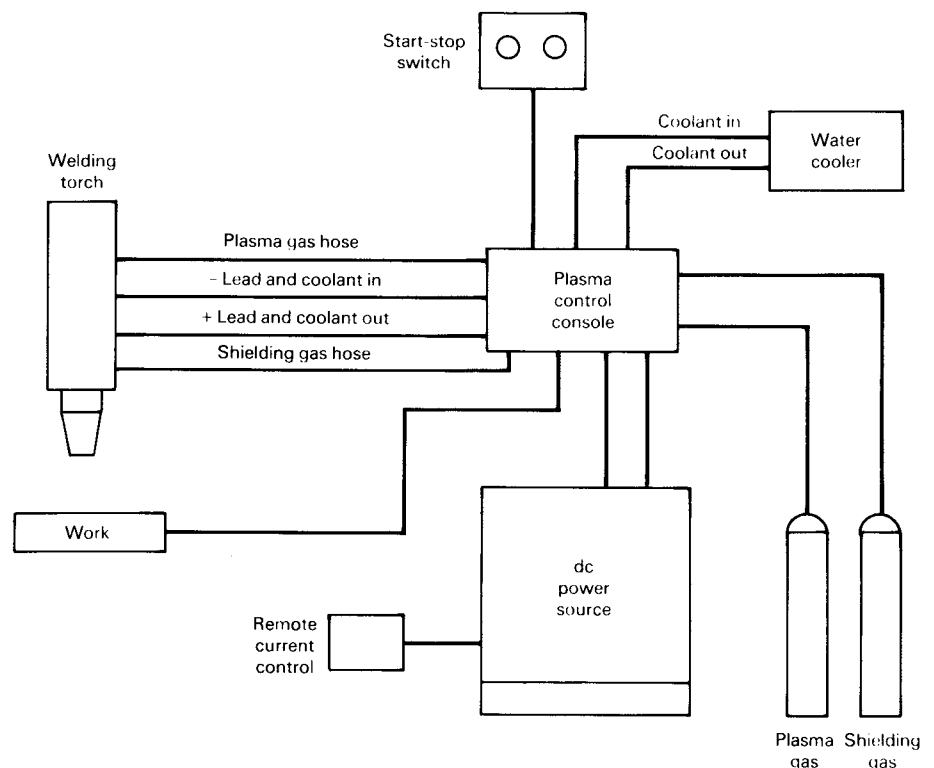 Start-stop
switch
Coolant in
Coolant out
Water
cooler
Welding
torch
Plasma gas hose
- Lead and coolant in
+ Lead and coolant out
Shielding gas hose
Plasma
control
console
Work
dc
power
source
Remote
current
control
Plasma
gas
Shielding
gas